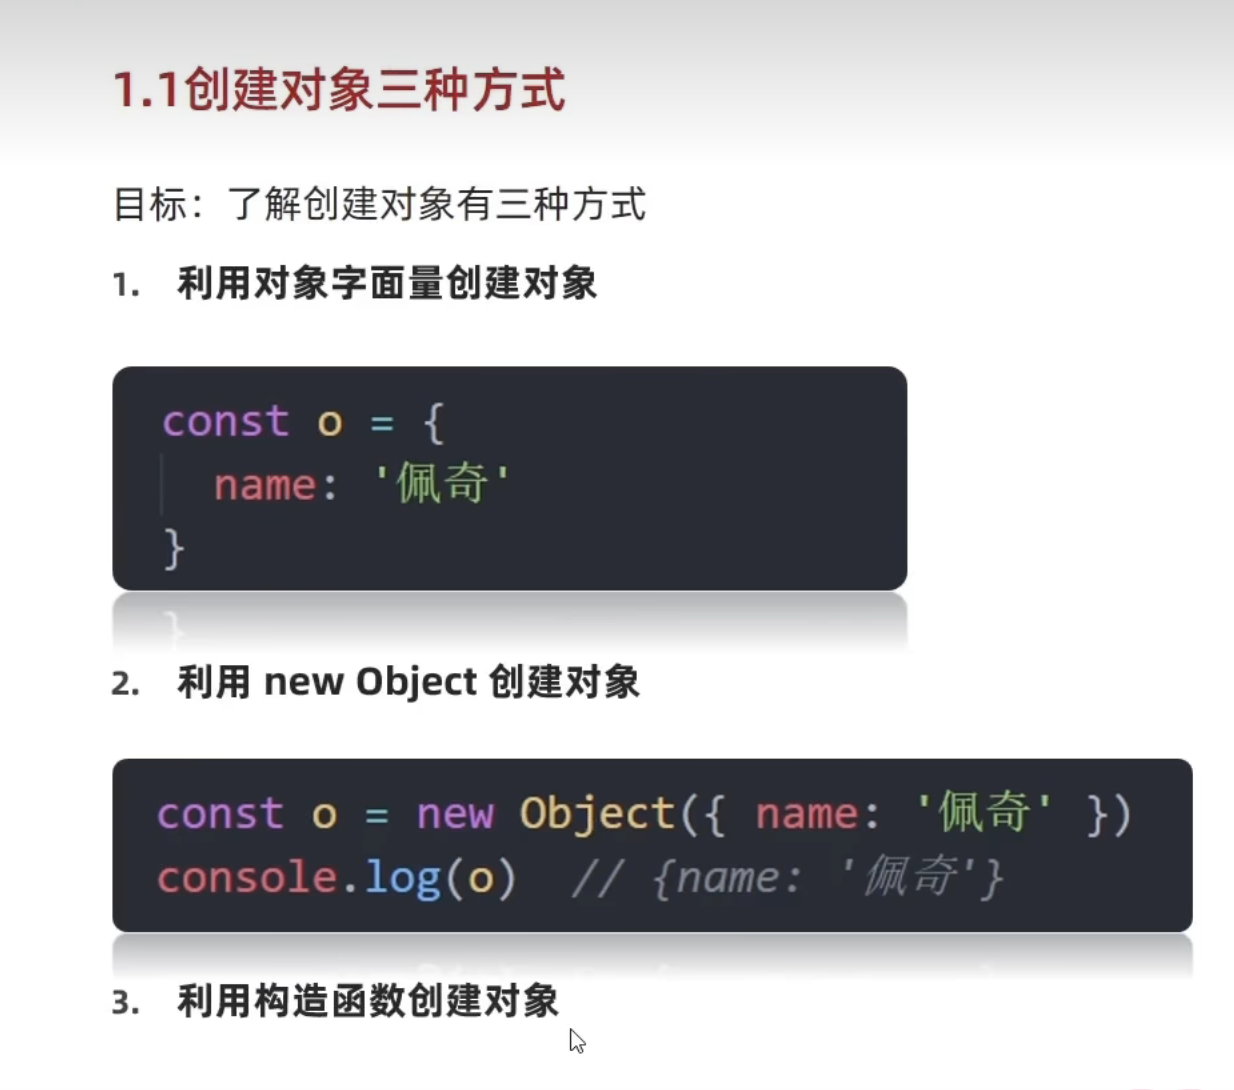 1.1创建对象三种方式
目标：了解创建对象有三种方式
1. 利用对象字面量创建对象
const o = {
  name: '佩奇'
}
2. 利用 new Object 创建对象
const o = new Object({ name: '佩奇' })
console.log(o)  // {name: '佩奇'}
3. 利用构造函数创建对象